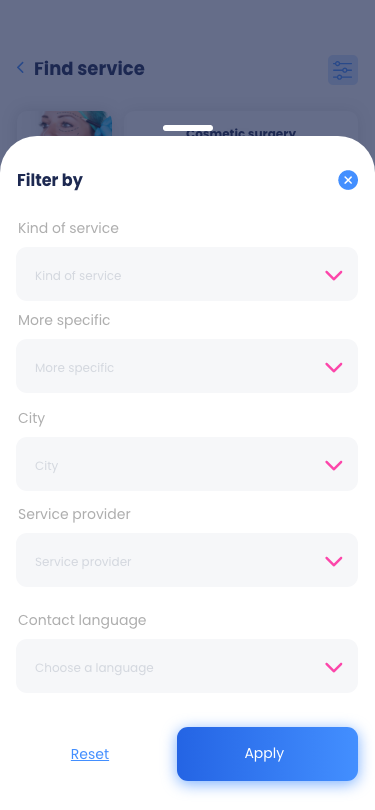 Find service
Cosmetic surgery
Filter by
Kind of service
Kind of service
More specific
More specific
City
City
Service provider
Service provider
Contact language
Choose a language
Reset
Apply